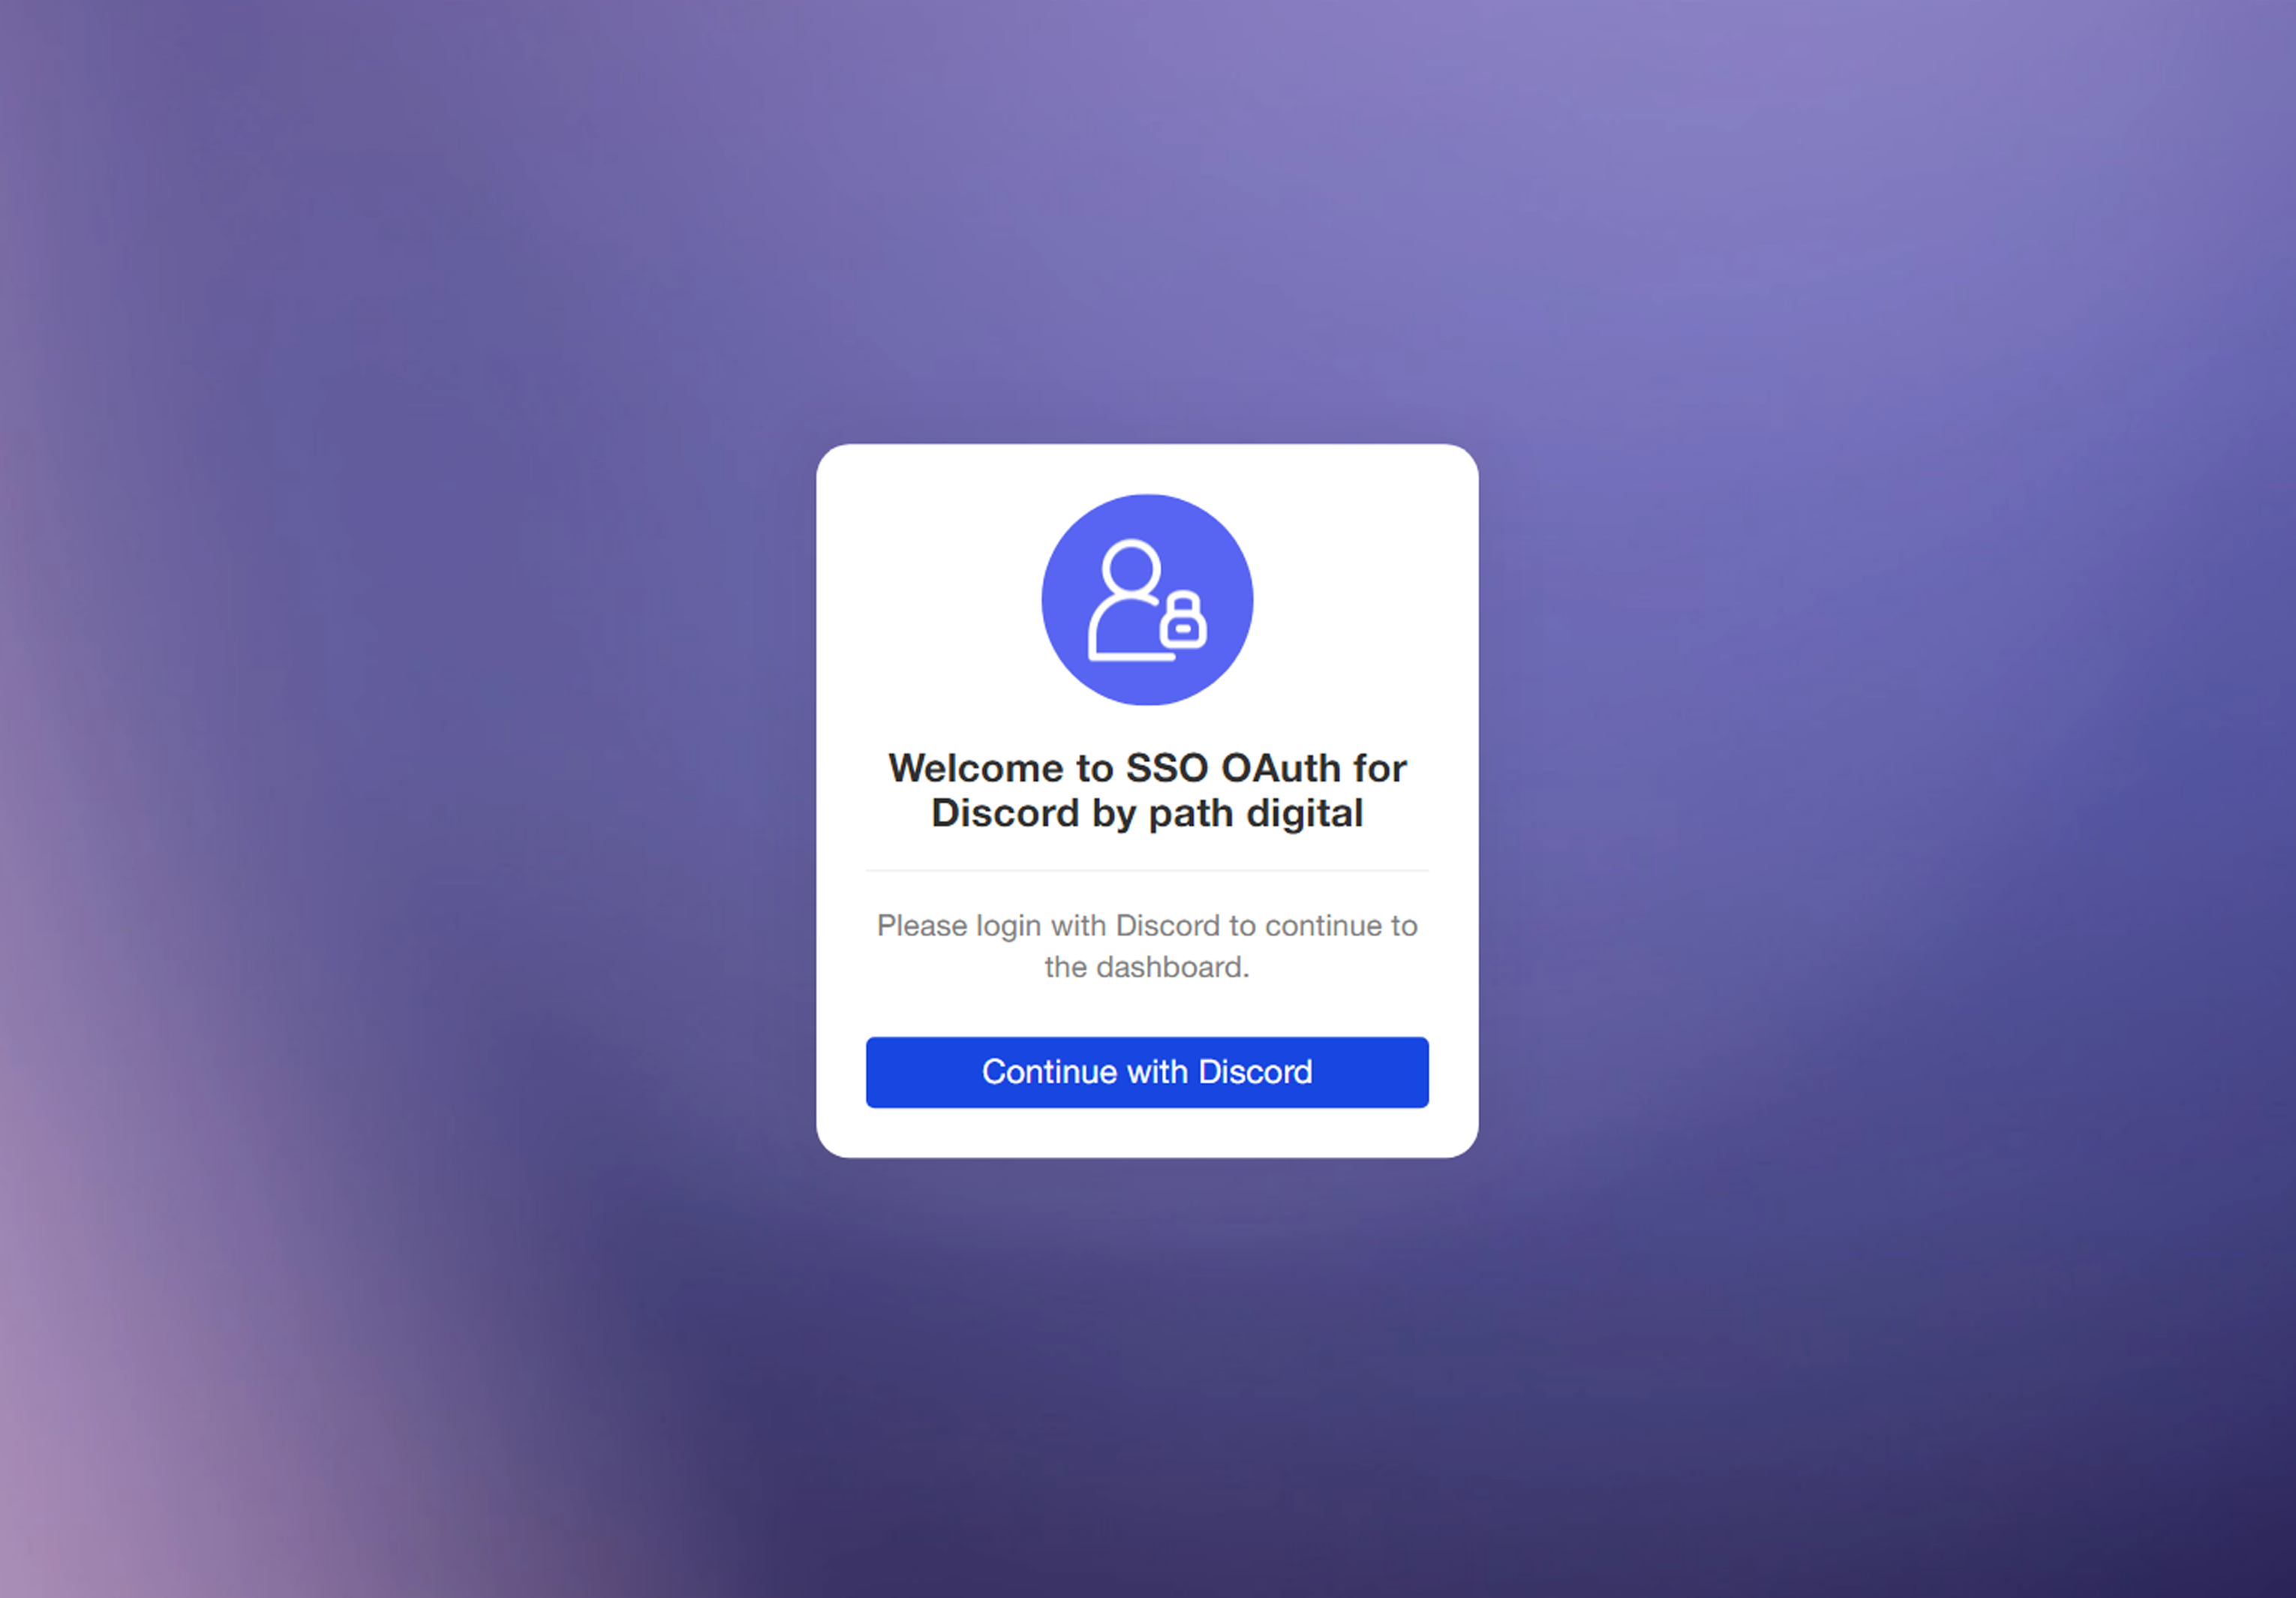 Welcome to SSO OAuth for
Discord by path digital
Please login with Discord to continue to
the dashboard.
Continue with Discord